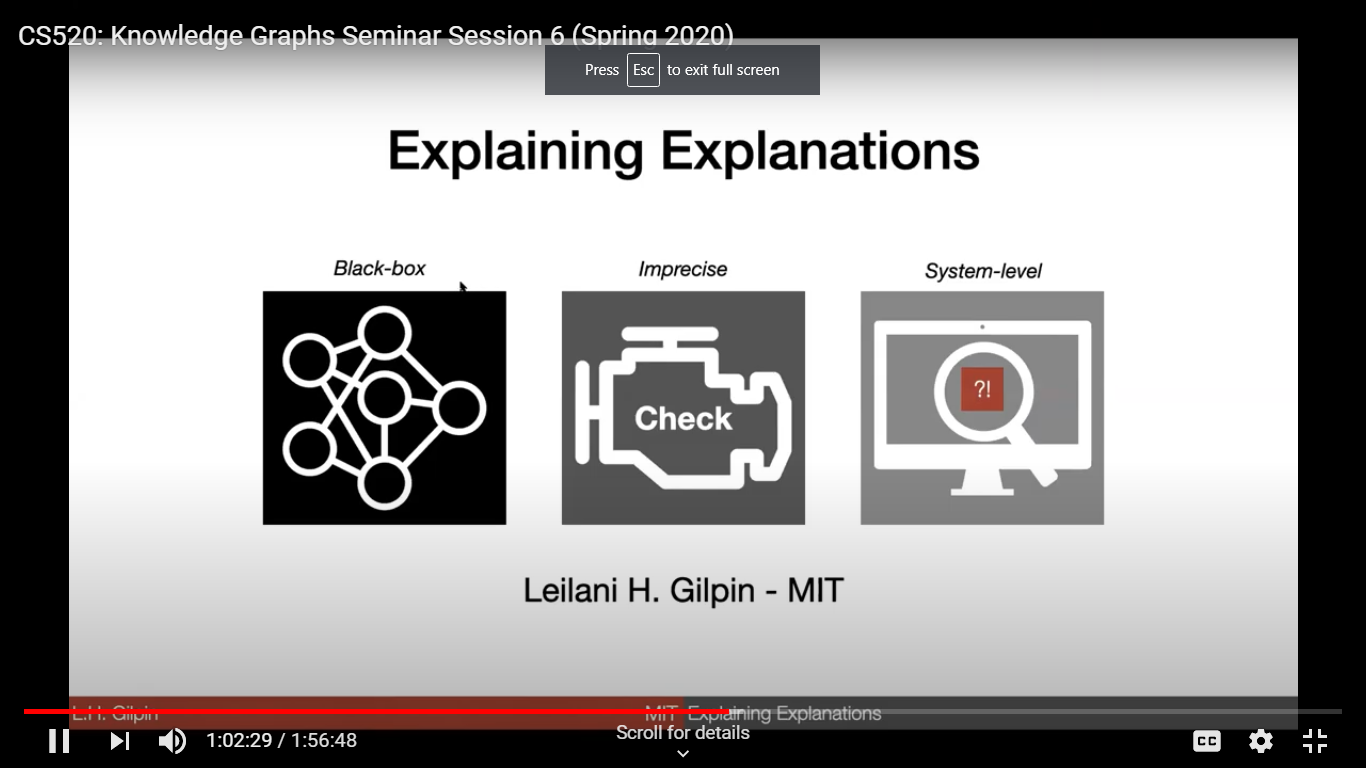 CS520: Knowledge Graphs Seminar Session 6 (Spring 2020)
Press Esc to exit full screen
Explaining Explanations
Black-box
Imprecise
System-level
Check
?!
Leilani H. Gilpin - MIT
L.H. Gilpin
MIT Explaining Explanations
Scroll for details
1:02:29 / 1:56:48
CC